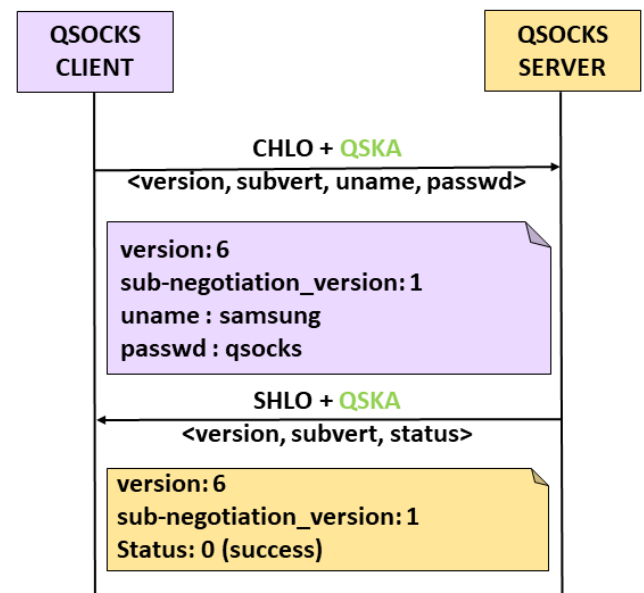 QSOCKS
CLIENT
QSOCKS
SERVER
CHLO + QSKA
<version, subvert, uname, passwd>
version: 6
sub-negotiation_version: 1
uname : samsung
passwd : qsocks
SHLO + QSKA
<version, subvert, status>
version: 6
sub-negotiation_version: 1
Status: 0 (success)